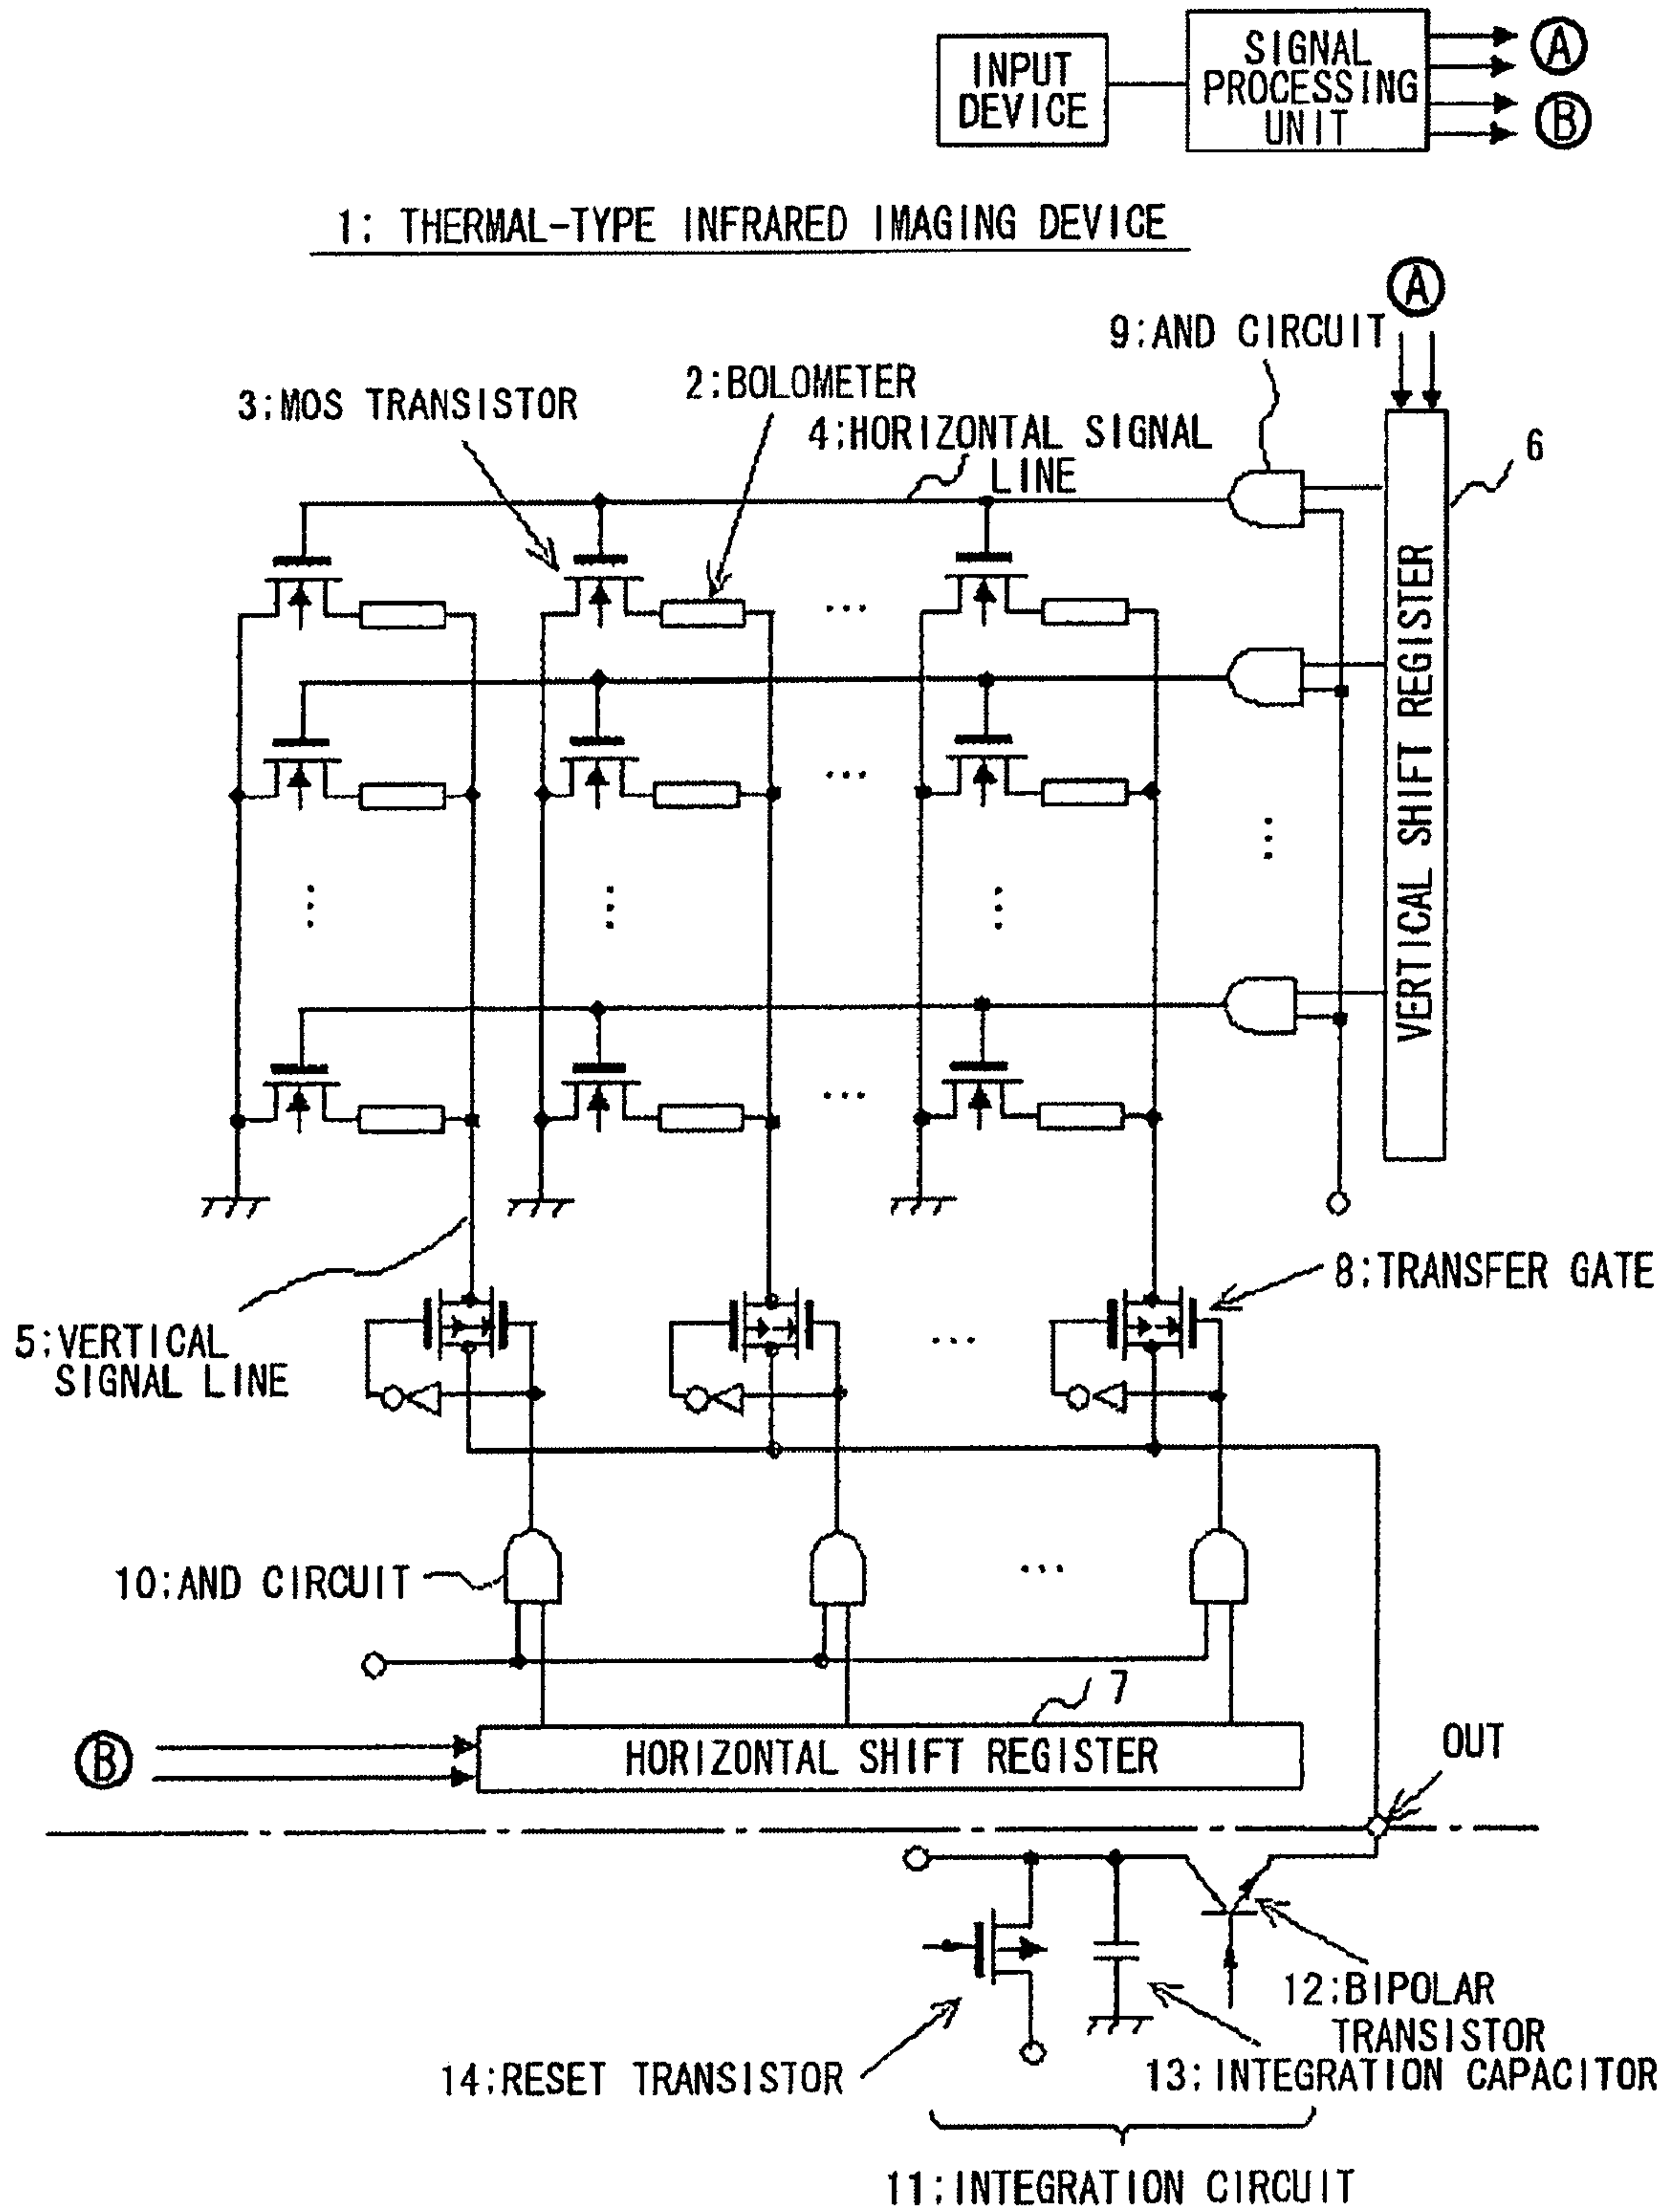 INPUT
DEVICE
SIGNAL
PROCESSING
UNIT
A
B
1: THERMAL-TYPE INFRARED IMAGING DEVICE
A
9:AND CIRCUIT
2:BOLOMETER
3:MOS TRANSISTOR
4:HORIZONTAL SIGNAL
LINE
6
VERTICAL SHIFT REGISTER
...
...
...
...
...
...
...
8:TRANSFER GATE
5:VERTICAL
SIGNAL LINE
...
10:AND CIRCUIT
...
7
B
HORIZONTAL SHIFT REGISTER
OUT
12:BIPOLAR
TRANSISTOR
14:RESET TRANSISTOR
13:INTEGRATION CAPACITOR
11:INTEGRATION CIRCUIT